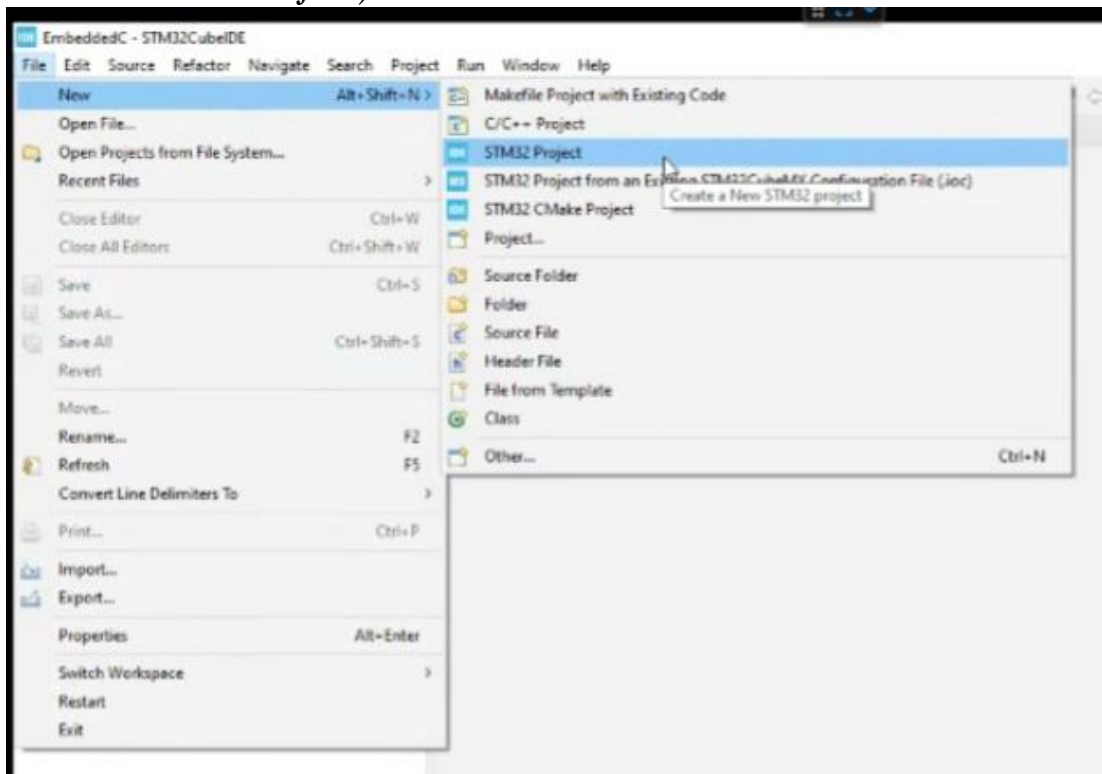 EmbeddedC - STM32CubeIDE
File Edit Source Refactor Navigate Search Project Run Window Help
New Alt+Shift+N >
Open File...
Open Projects from File System...
Recent Files >
Close Editor Ctrl+W
Close All Editors Ctrl+Shift+W
Save Ctrl+S
Save As...
Save All Ctrl+Shift+S
Revert
Move...
Rename... F2
Refresh F5
Convert Line Delimiters To >
Print... Ctrl+P
Import...
Export...
Properties Alt+Enter
Switch Workspace >
Restart
Exit
Makefile Project with Existing Code
C/C++ Project
STM32 Project
STM32 Project from an Existing STM32CubeMX Configuration File (.ioc)
Create a New STM32 project
STM32 CMake Project
Project...
Source Folder
Folder
Source File
Header File
File from Template
Class
Other... Ctrl+N